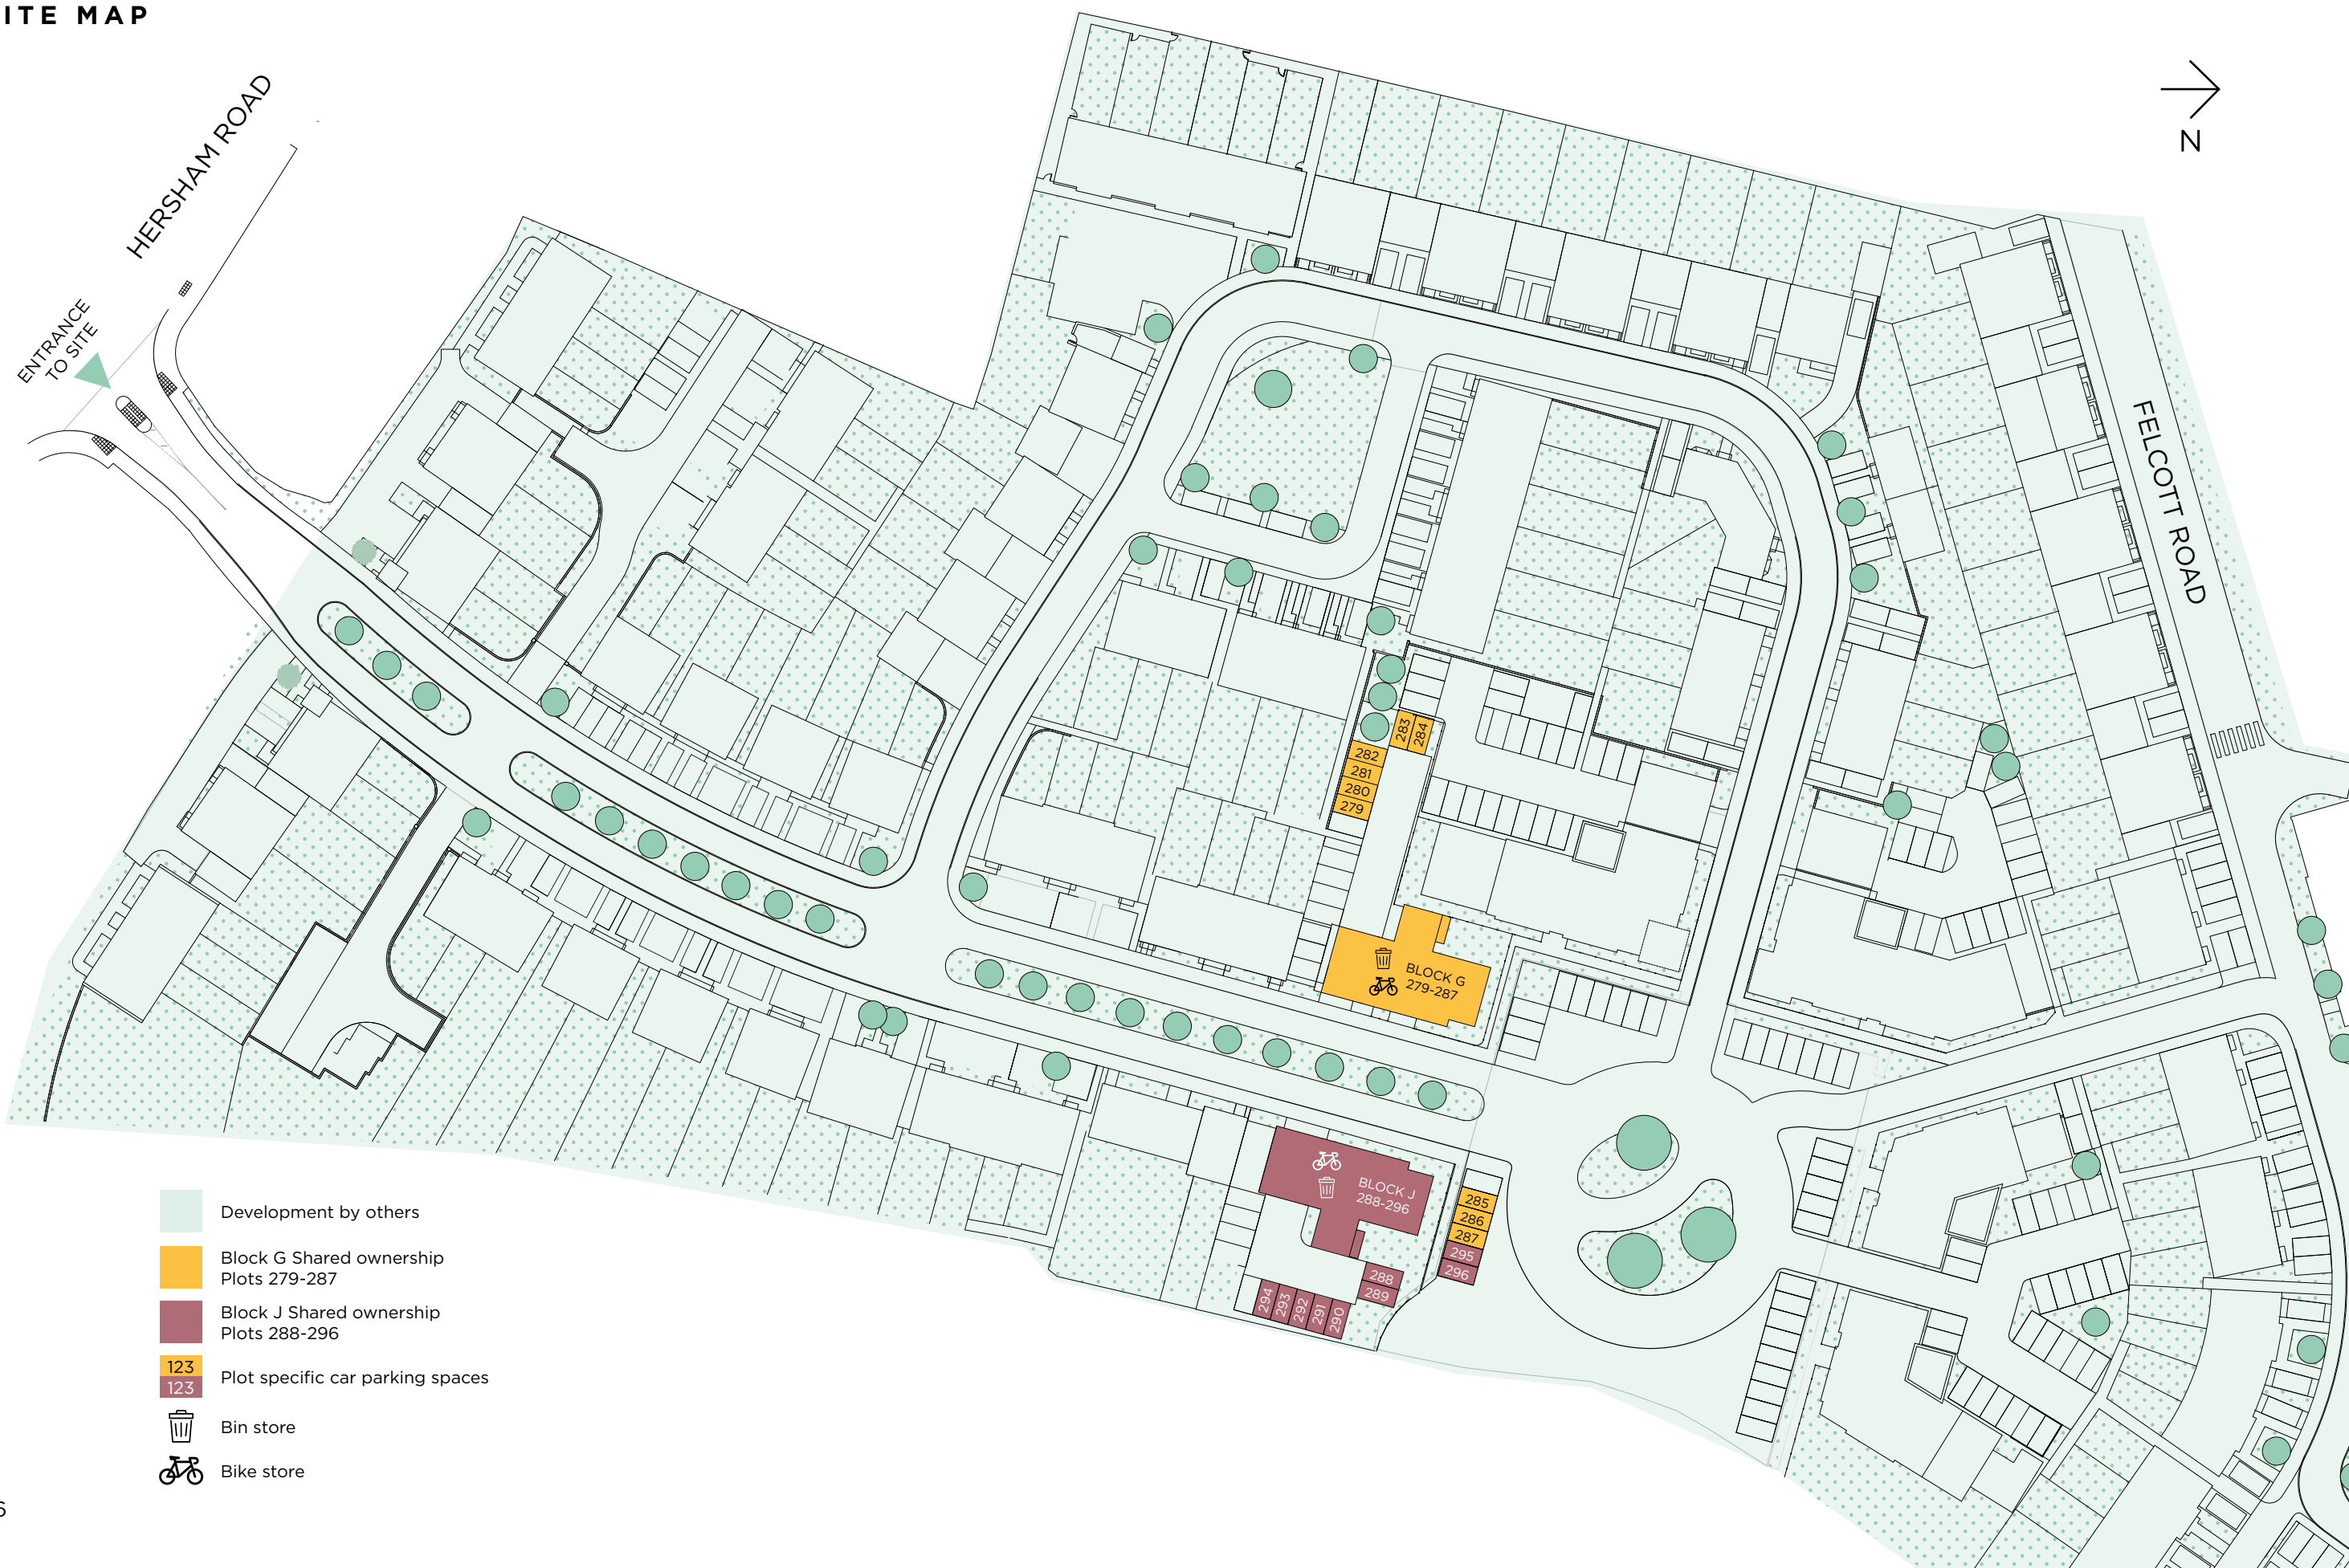 ITE MAP
HERSHAM ROAD
ENTRANCE
TO SITE
N
FELCOTT ROAD
283
284
282
281
280
279
BLOCK G
279-287
BLOCK J
288-296
285
286
287
295
296
288
289
294
293
292
291
290
Development by others
Block G Shared ownership
Plots 279-287
Block J Shared ownership
Plots 288-296
123
123
Plot specific car parking spaces
Bin store
Bike store